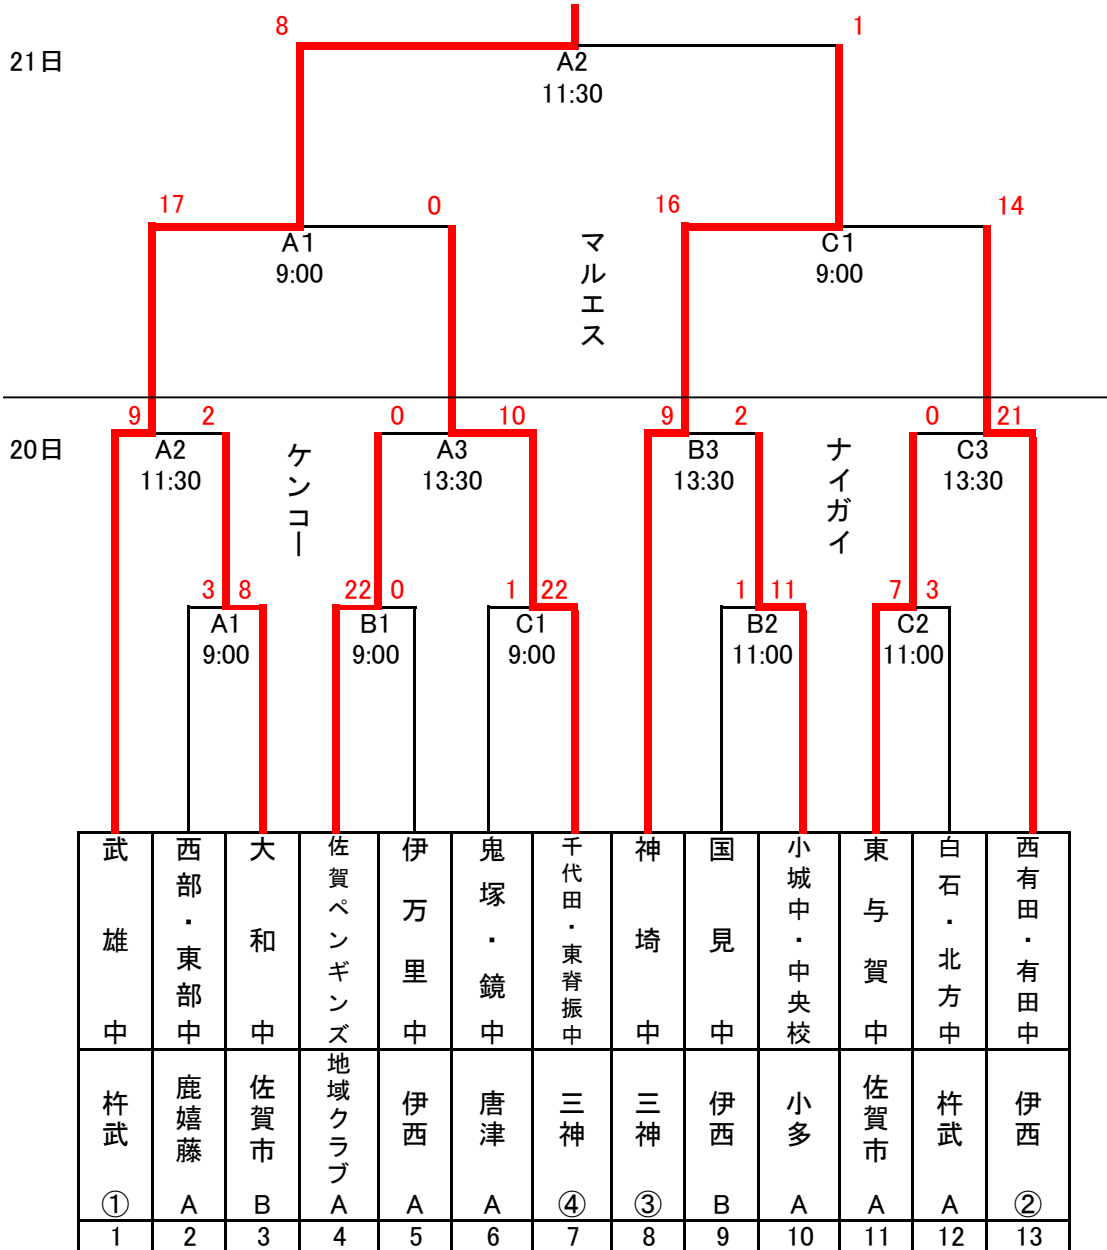 8 1
21日
A2
11:30
17 0 16 14
A1 C1
9:00 9:00
マルエス
9 2 0 10 9 2 0 21
20日
A2 A3 B3 C3
11:30 13:30 13:30 13:30
ケンコー
ナイガイ
3 8 22 0 1 22 1 11 7 3
A1 B1 C1 B2 C2
9:00 9:00 9:00 11:00 11:00
武雄中
西部・東部中
大和中
佐賀ペンギンズ
伊万里中
鬼塚・鏡中
千代田・東脊振中
神埼中
国見中
小城中・中央校
東与賀中
白石・北方中
西有田・有田中
杵武
鹿嬉藤
佐賀市
地域クラブ
伊西
唐津
三神
三神
伊西
小多
佐賀市
杵武
伊西
① A B A A A ④ ③ B A A A ②
1 2 3 4 5 6 7 8 9 10 11 12 13